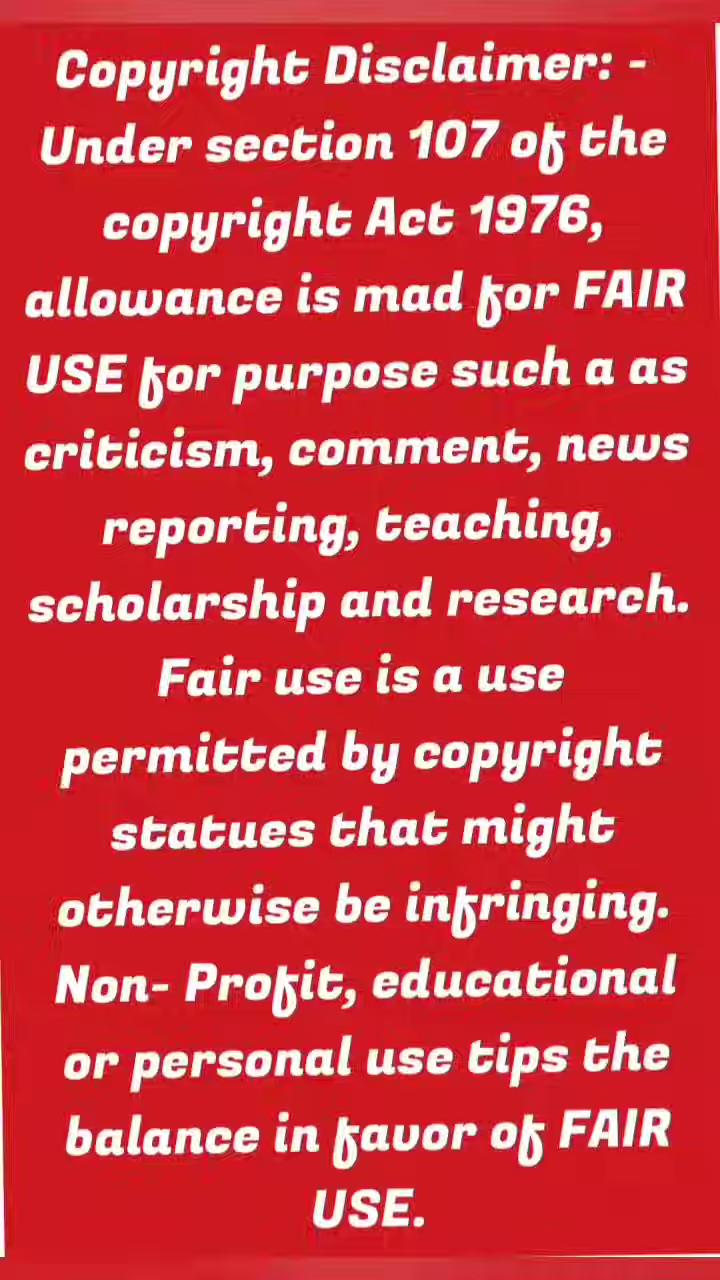 Copyright Disclaimer: -
Under section 107 of the
copyright Act 1976,
allowance is mad for FAIR
USE for purpose such a as
criticism, comment, news
reporting, teaching,
scholarship and research.
Fair use is a use
permitted by copyright
statues that might
otherwise be infringing.
Non- Profit, educational
or personal use tips the
balance in favor of FAIR
USE.